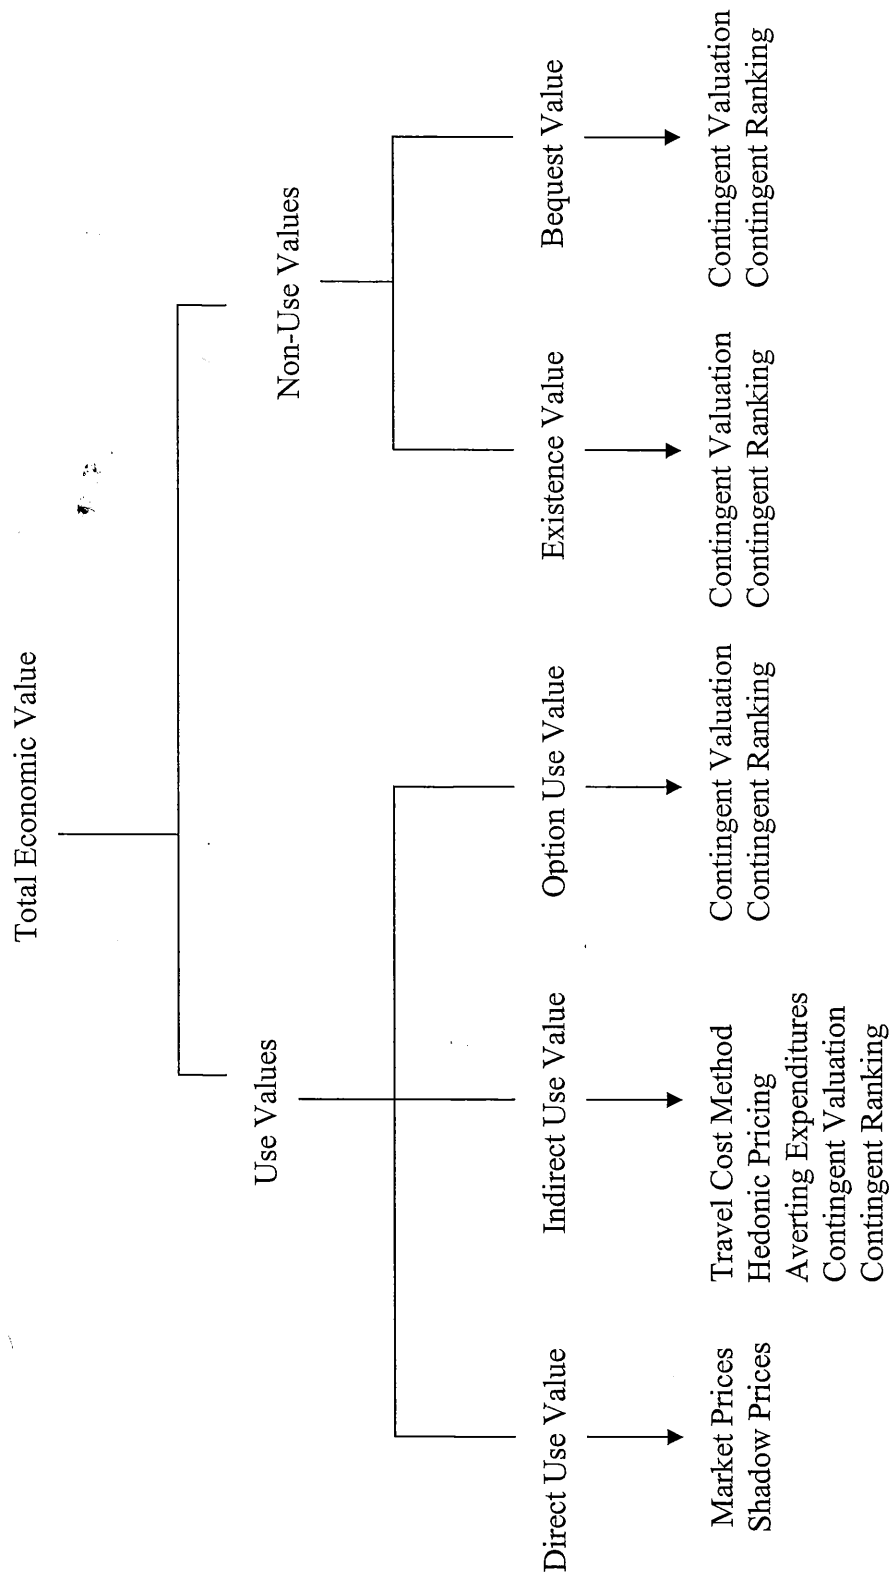 Total Economic Value
Use Values
Non-Use Values
Direct Use Value
Indirect Use Value
Option Use Value
Existence Value
Bequest Value
Market Prices
Shadow Prices
Travel Cost Method
Hedonic Pricing
Averting Expenditures
Contingent Valuation
Contingent Ranking
Contingent Valuation
Contingent Ranking
Contingent Valuation
Contingent Ranking
Contingent Valuation
Contingent Ranking